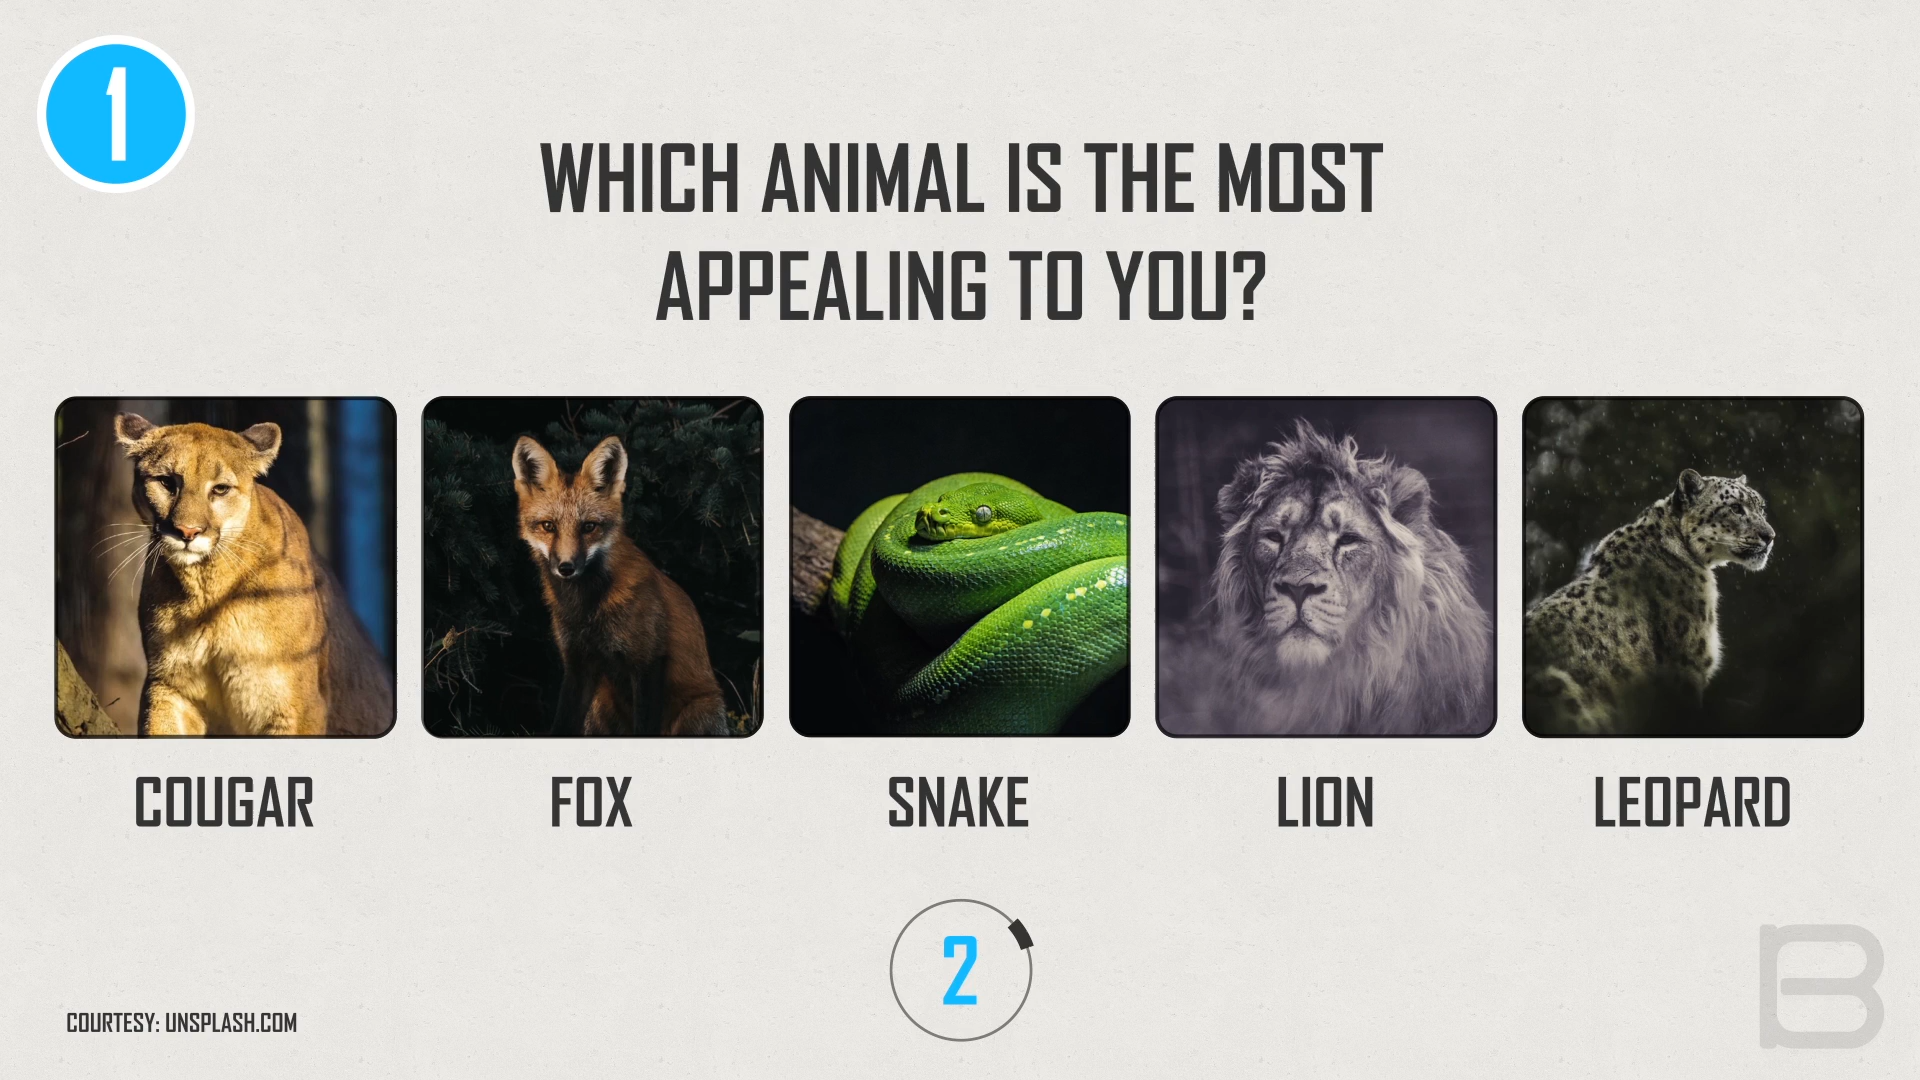 1
WHICH ANIMAL IS THE MOST
APPEALING TO YOU?
COUGAR
FOX
SNAKE
LION
LEOPARD
2
COURTESY: UNSPLASH.COM
B